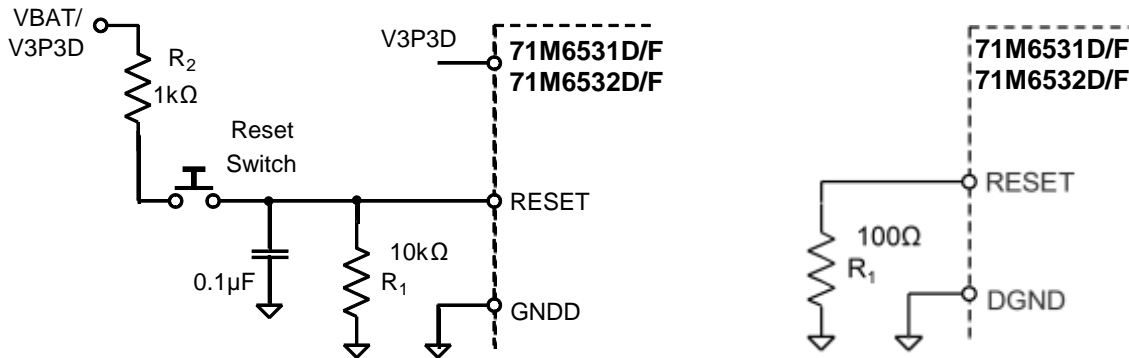 VBAT/
V3P3D
R2
1kΩ
Reset
Switch
0.1µF
10kΩ
R1
V3P3D
71M6531D/F
71M6532D/F
RESET
GNDD
71M6531D/F
71M6532D/F
RESET
100Ω
R1
DGND